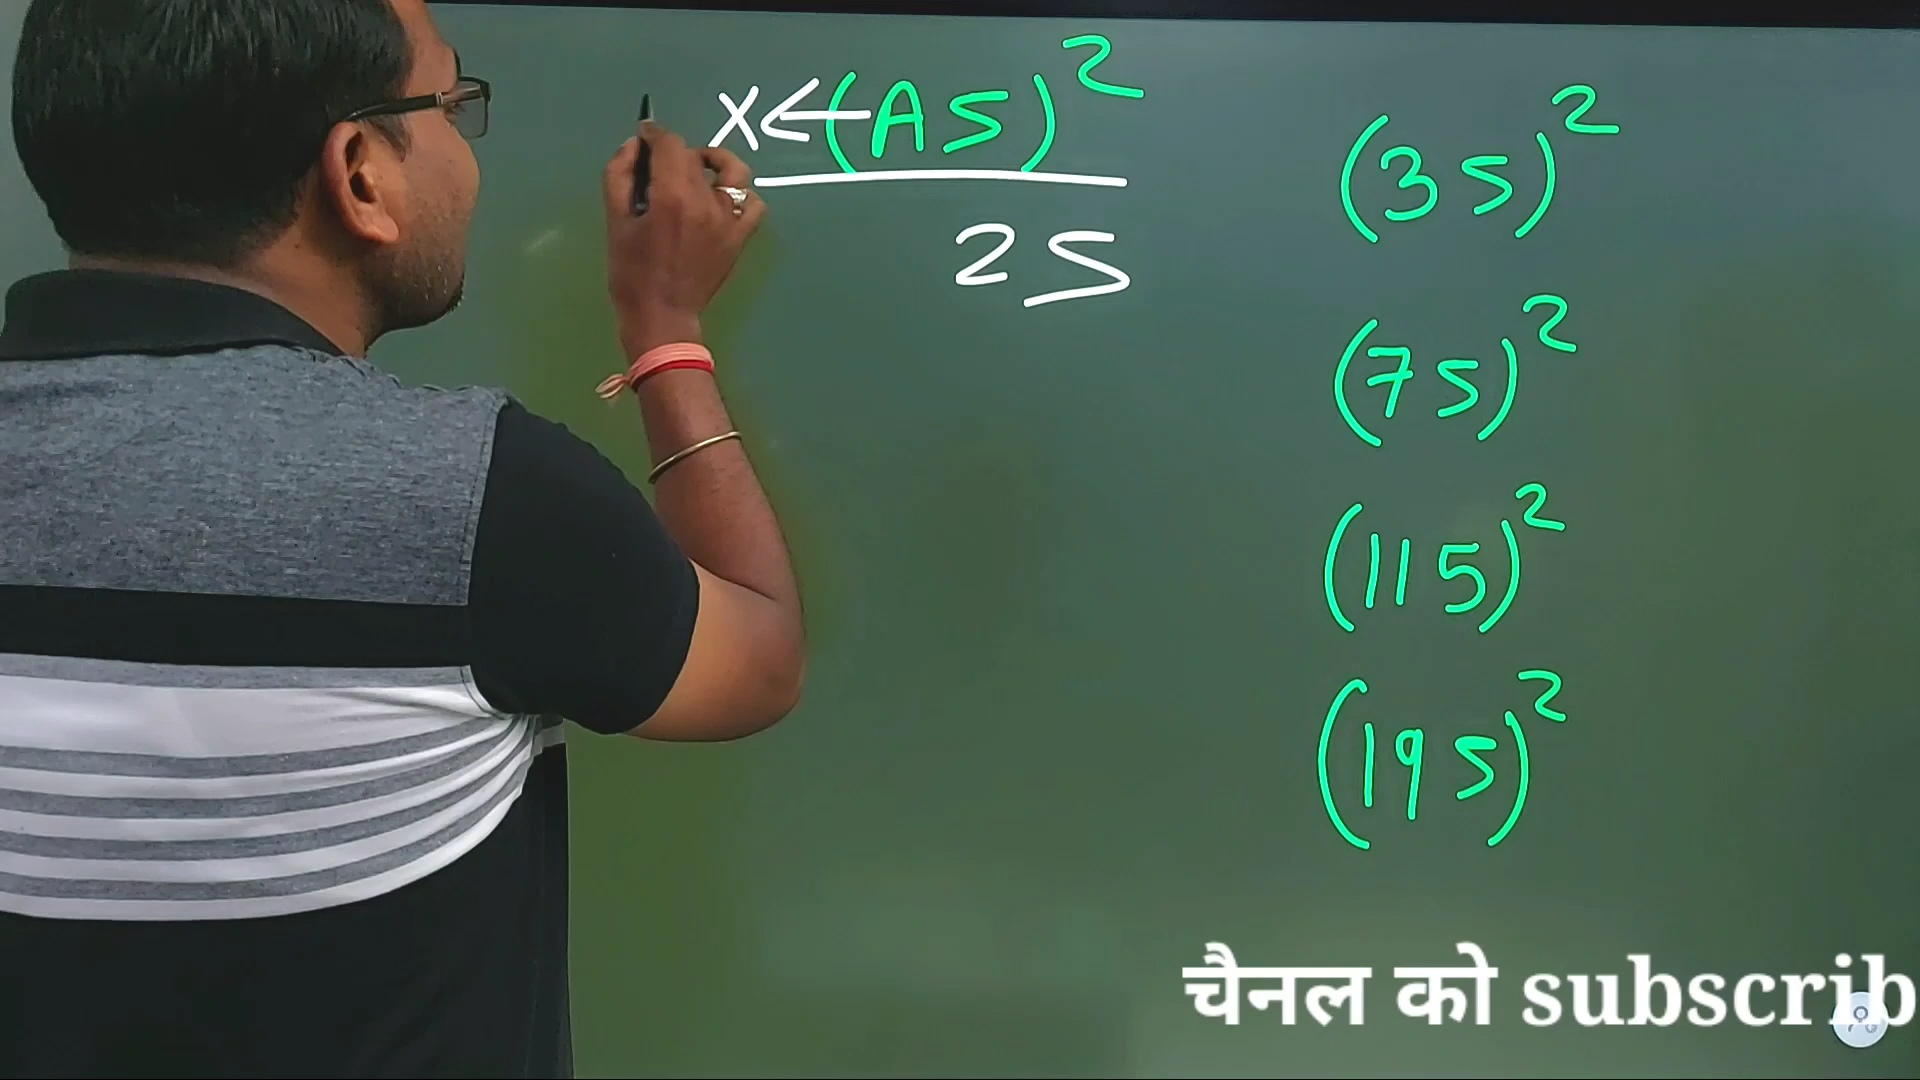 x←(A5)²
25
(35)²
(75)²
(115)²
(195)²
चैनल को subscrib